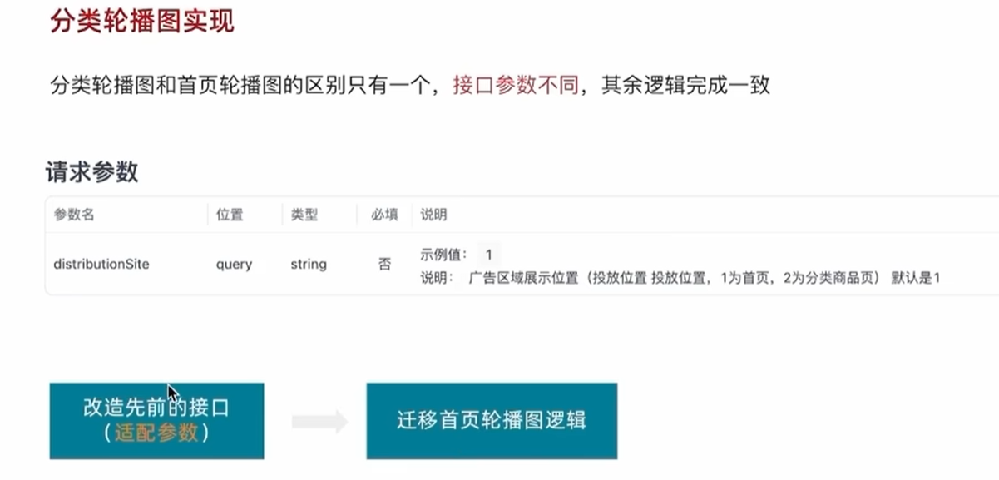 分类轮播图实现
分类轮播图和首页轮播图的区别只有一个，接口参数不同，其余逻辑完成一致
请求参数
参数名 位置 类型 必填 说明
distributionSite query string 否 示例值： 1
说明： 广告区域展示位置（投放位置 投放位置，1为首页，2为分类商品页） 默认是1
改造先前的接口
（适配参数）
迁移首页轮播图逻辑